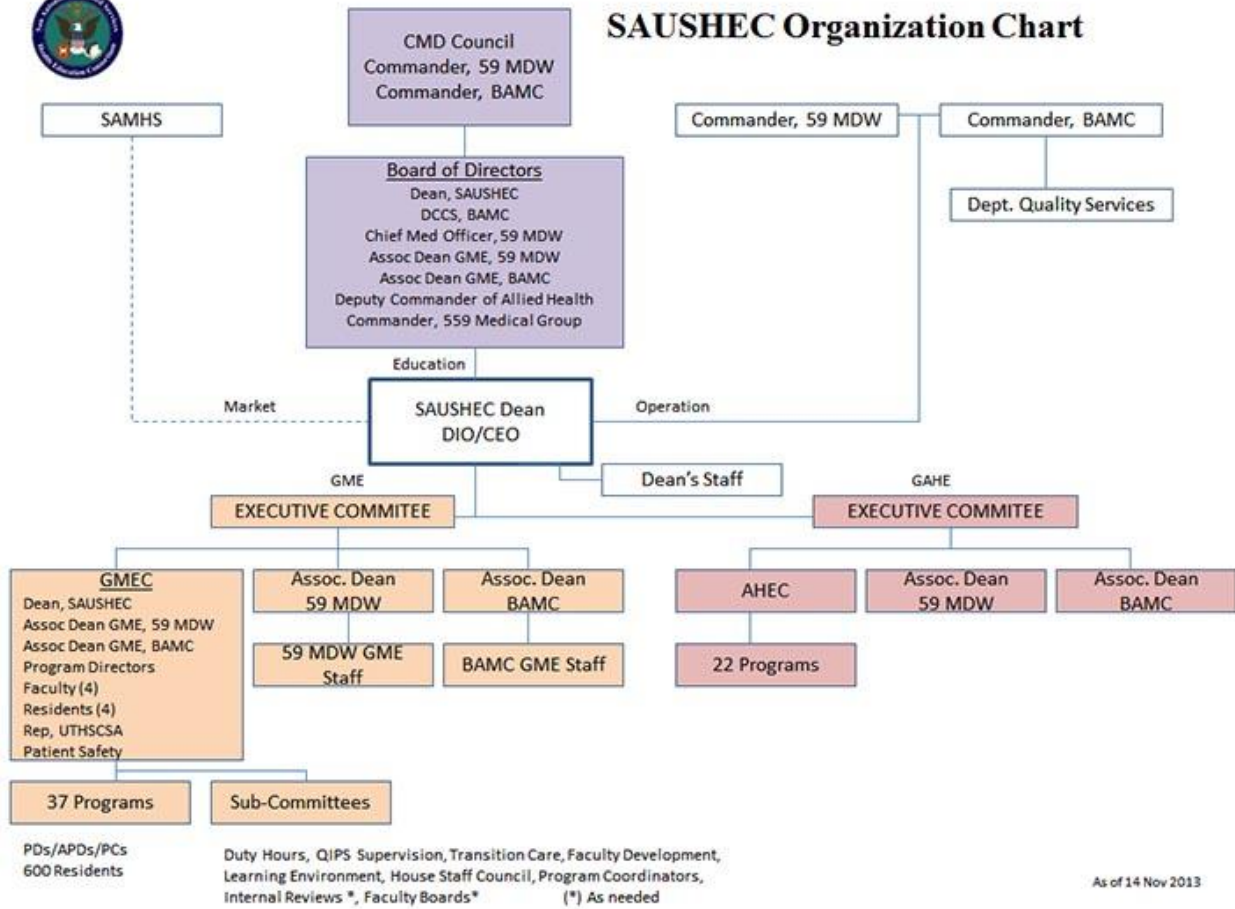 SAUSHEC Organization Chart
CMD Council
Commander, 59 MDW
Commander, BAMC
SAMHS
Commander, 59 MDW
Commander, BAMC
Dept. Quality Services
Board of Directors
Dean, SAUSHEC
DCCS, BAMC
Chief Med Officer, 59 MDW
Assoc Dean GME, 59 MDW
Assoc Dean GME, BAMC
Deputy Commander of Allied Health
Commander, 559 Medical Group
Education
Market
SAUSHEC Dean
DIO/CEO
Operation
Dean's Staff
GME
EXECUTIVE COMMITEE
GAHE
EXECUTIVE COMMITEE
GMEC
Dean, SAUSHEC
Assoc Dean GME, 59 MDW
Assoc Dean GME, BAMC
Program Directors
Faculty (4)
Residents (4)
Rep, UTHSCSA
Patient Safety
Assoc. Dean
59 MDW
Assoc. Dean
BAMC
59 MDW GME
Staff
BAMC GME Staff
AHEC
Assoc. Dean
59 MDW
Assoc. Dean
BAMC
22 Programs
37 Programs
Sub-Committees
PDs/APDs/PCs
600 Residents
Duty Hours, QIPS Supervision, Transition Care, Faculty Development,
Learning Environment, House Staff Council, Program Coordinators,
Internal Reviews *, Faculty Boards* (*) As needed
As of 14 Nov 2013